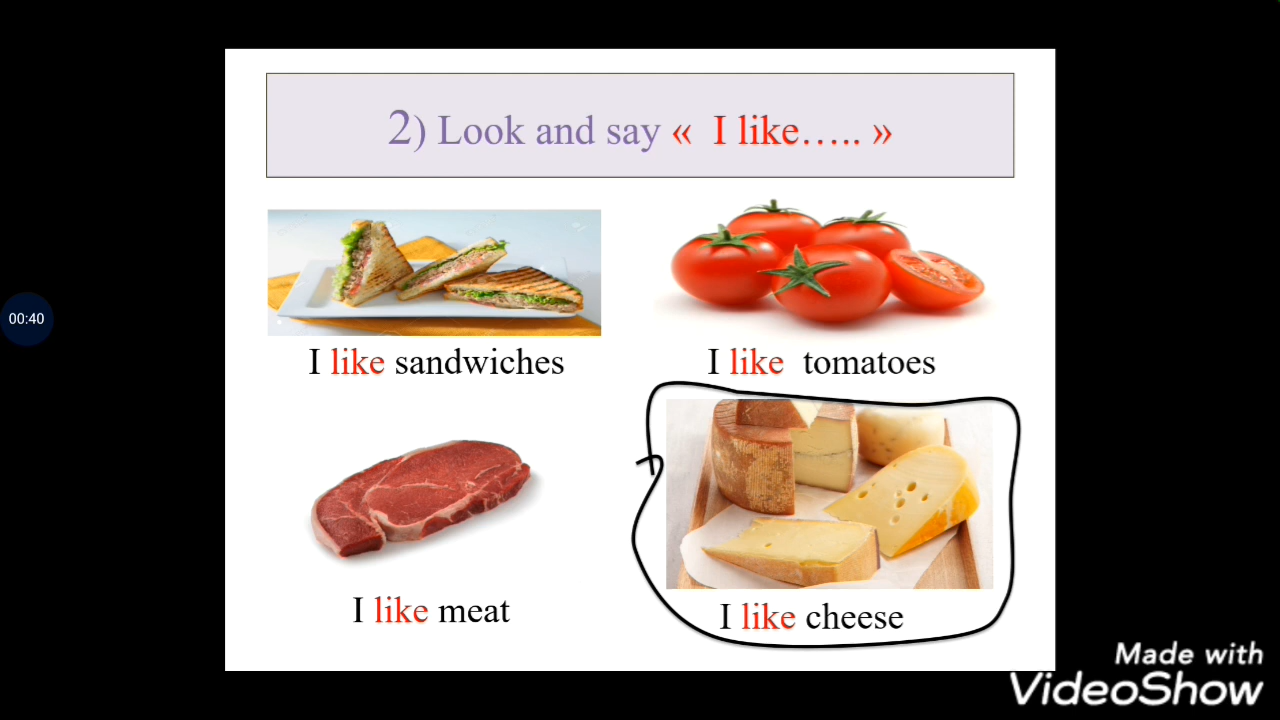 2) Look and say « I like….. »
I like sandwiches
I like tomatoes
I like meat
I like cheese
00:40
Made with
VideoShow